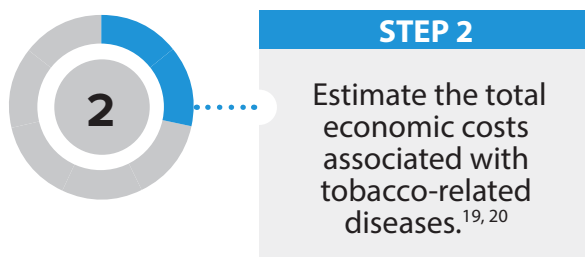 2
STEP 2
Estimate the total
economic costs
associated with
tobacco-related
diseases.19, 20